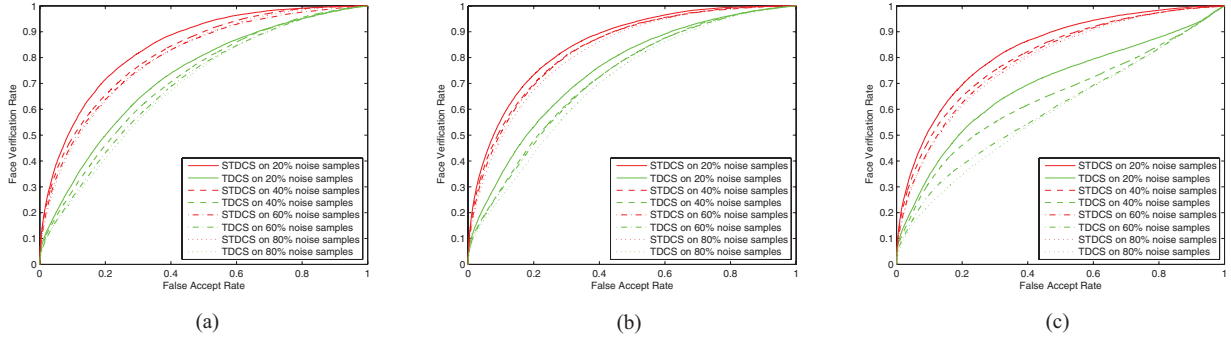 1
0.9
0.8
0.7
0.6
0.5
0.4
0.3
0.2
0.1
0
Face Verification Rate
STDCS on 20% noise samples
TDCS on 20% noise samples
STDCS on 40% noise samples
TDCS on 40% noise samples
STDCS on 60% noise samples
TDCS on 60% noise samples
STDCS on 80% noise samples
TDCS on 80% noise samples
0 0.2 0.4 0.6 0.8 1
False Accept Rate
(a)
1
0.9
0.8
0.7
0.6
0.5
0.4
0.3
0.2
0.1
0
Face Verification Rate
STDCS on 20% noise samples
TDCS on 20% noise samples
STDCS on 40% noise samples
TDCS on 40% noise samples
STDCS on 60% noise samples
TDCS on 60% noise samples
STDCS on 80% noise samples
TDCS on 80% noise samples
0 0.2 0.4 0.6 0.8 1
False Accept Rate
(b)
1
0.9
0.8
0.7
0.6
0.5
0.4
0.3
0.2
0.1
0
Face Verification Rate
STDCS on 20% noise samples
TDCS on 20% noise samples
STDCS on 40% noise samples
TDCS on 40% noise samples
STDCS on 60% noise samples
TDCS on 60% noise samples
STDCS on 80% noise samples
TDCS on 80% noise samples
0 0.2 0.4 0.6 0.8 1
False Accept Rate
(c)